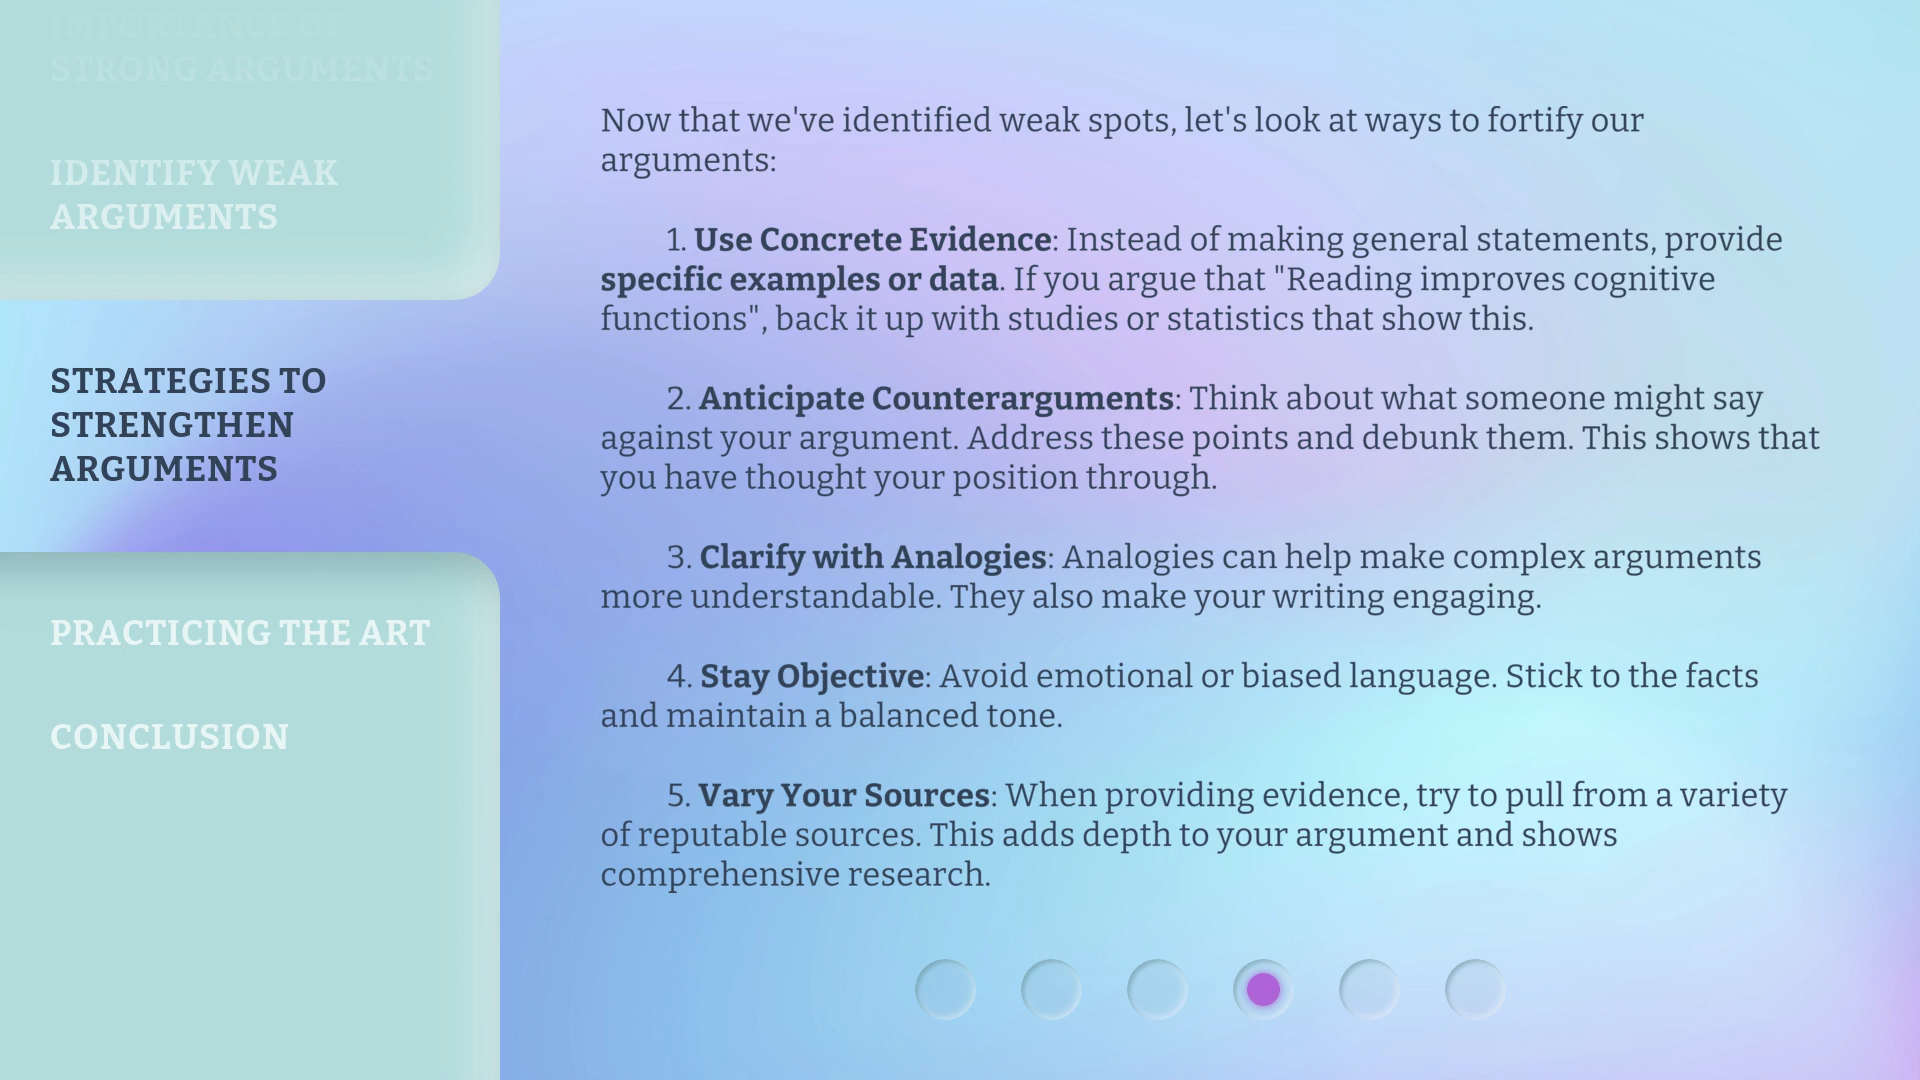 IMPORTANCE OF
STRONG ARGUMENTS
IDENTIFY WEAK
ARGUMENTS
STRATEGIES TO
STRENGTHEN
ARGUMENTS
PRACTICING THE ART
CONCLUSION
Now that we've identified weak spots, let's look at ways to fortify our
arguments:
1. Use Concrete Evidence: Instead of making general statements, provide
specific examples or data. If you argue that "Reading improves cognitive
functions", back it up with studies or statistics that show this.
2. Anticipate Counterarguments: Think about what someone might say
against your argument. Address these points and debunk them. This shows that
you have thought your position through.
3. Clarify with Analogies: Analogies can help make complex arguments
more understandable. They also make your writing engaging.
4. Stay Objective: Avoid emotional or biased language. Stick to the facts
and maintain a balanced tone.
5. Vary Your Sources: When providing evidence, try to pull from a variety
of reputable sources. This adds depth to your argument and shows
comprehensive research.